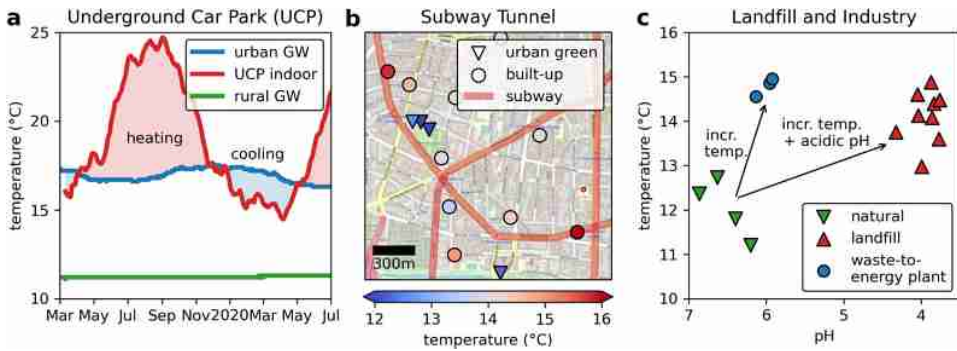 a
Underground Car Park (UCP)
25
20
15
10
temperature (°C)
urban GW
UCP indoor
rural GW
heating
cooling
Mar May Jul Sep Nov 2020 Mar May Jul
b
Subway Tunnel
urban green
built-up
subway
300m
12 13 14 15 16
temperature (°C)
c
Landfill and Industry
16
15
14
13
12
11
10
temperature (°C)
incr.
temp.
incr. temp.
+ acidic pH
natural
landfill
waste-to-
energy plant
7 6 5 4
pH